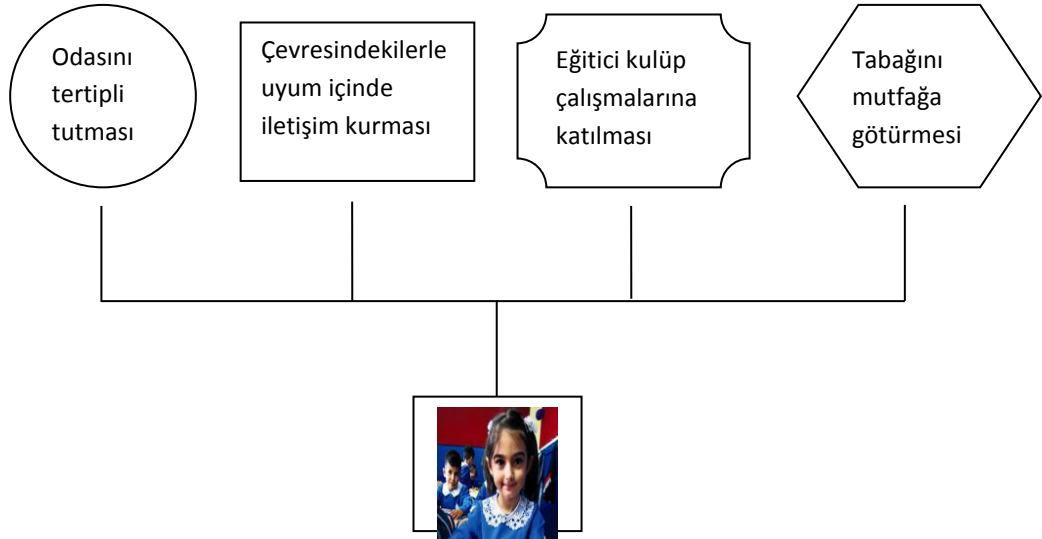 Odasını
tertipli
tutması
Çevresindekilerle
uyum içinde
iletişim kurması
Eğitici kulüp
çalışmalarına
katılması
Tabağını
mutfağa
götürmesi